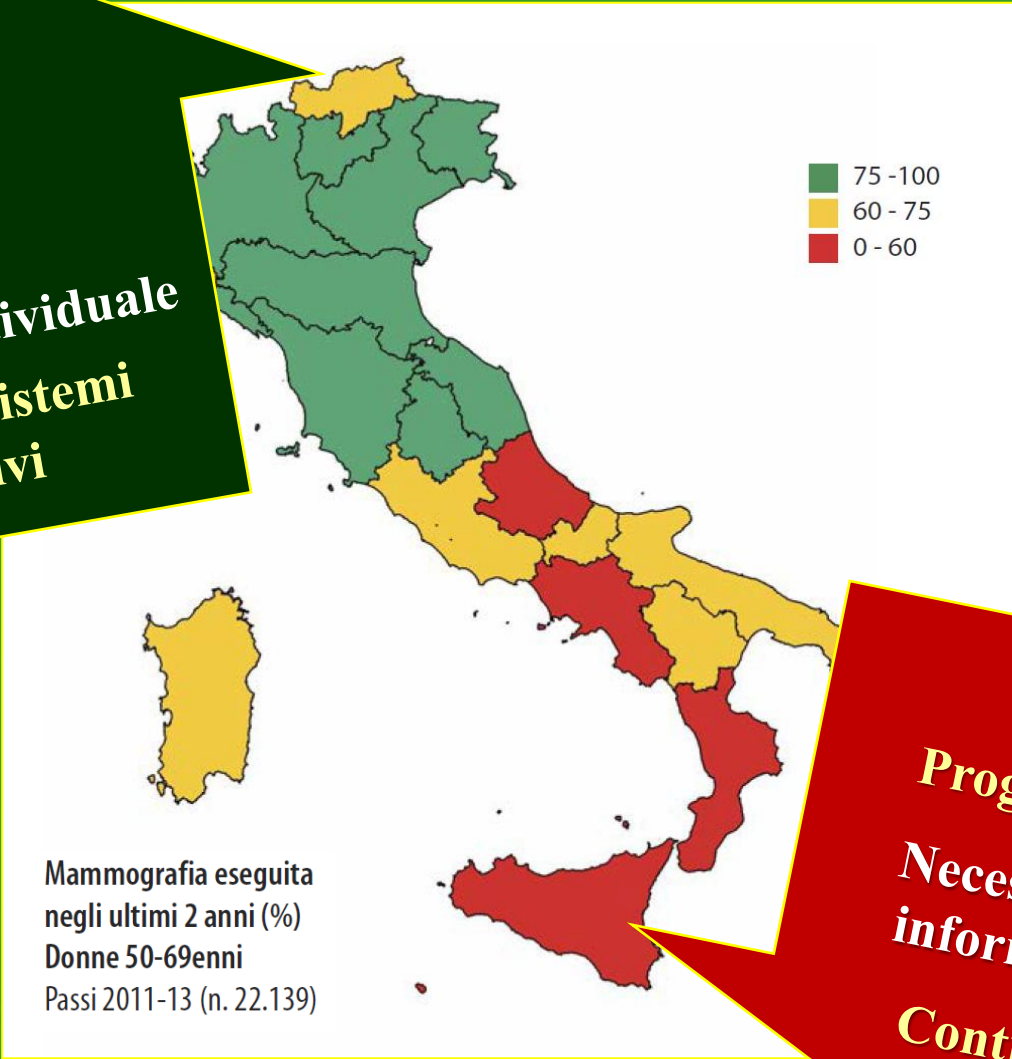 75 -100
60 - 75
0 - 60
ividuale
istemi
vi
Mammografia eseguita
negli ultimi 2 anni (%)
Donne 50-69enni
Passi 2011-13 (n. 22.139)
Prog
Neces
infor
Cont